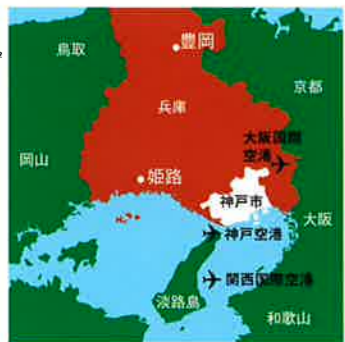 2
鳥取
豊岡
京都
兵庫
大阪国際
空港
岡山
姫路
神戸市
大阪
神戸空港
関西国際空港
淡路島
和歌山